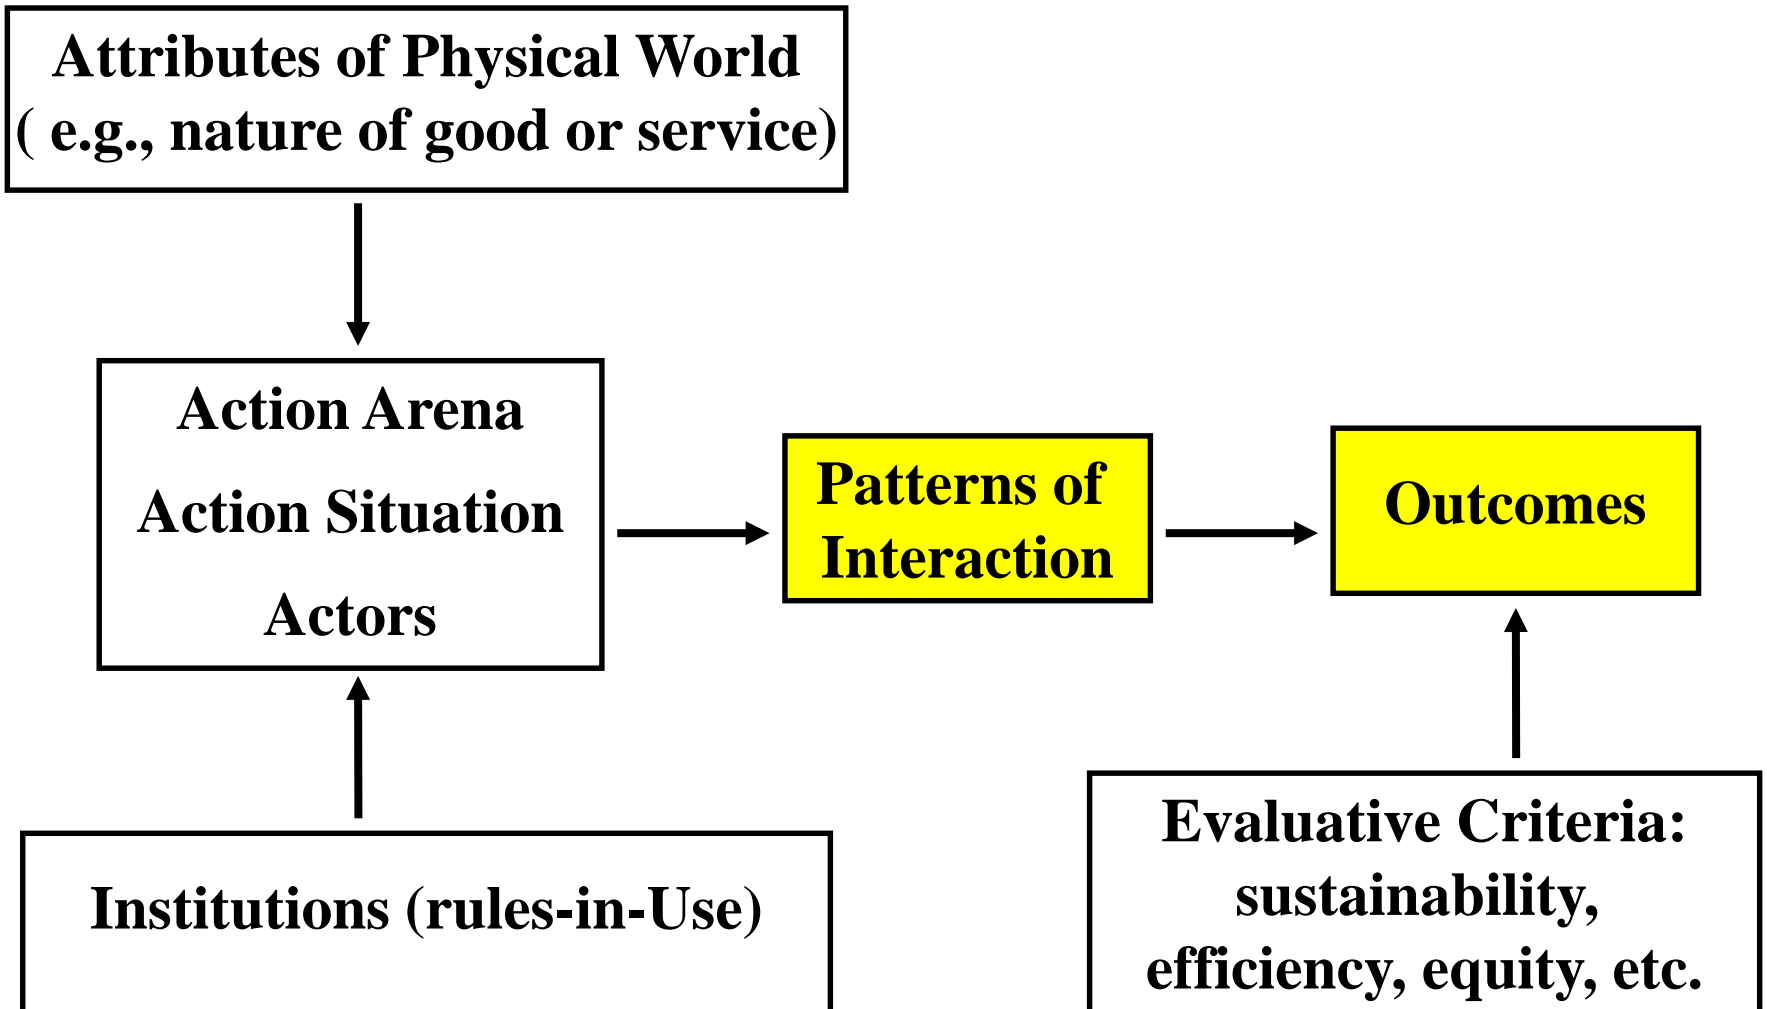 Attributes of Physical World
( e.g., nature of good or service)
Action Arena
Action Situation
Actors
Patterns of
Interaction
Outcomes
Institutions (rules-in-Use)
Evaluative Criteria:
sustainability,
efficiency, equity, etc.